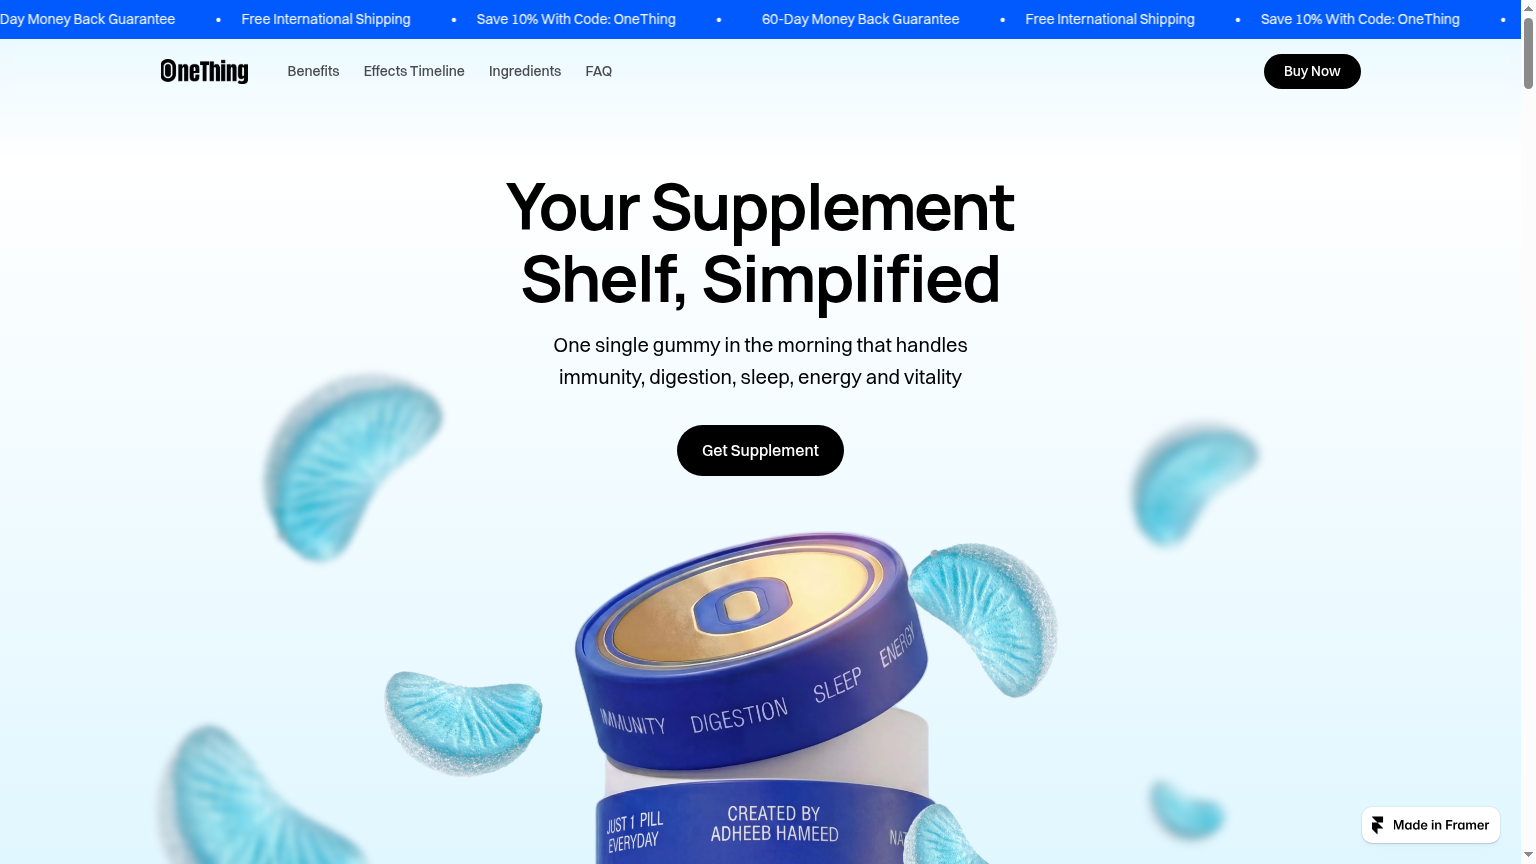 Day Money Back Guarantee • Free International Shipping • Save 10% With Code: OneThing • 60-Day Money Back Guarantee • Free International Shipping • Save 10% With Code: OneThing •
OneThing Benefits Effects Timeline Ingredients FAQ Buy Now
Your Supplement
Shelf, Simplified
One single gummy in the morning that handles
immunity, digestion, sleep, energy and vitality
Get Supplement
IMMUNITY DIGESTION SLEEP ENERGY
JUST 1 PILL
EVERYDAY
CREATED BY
ADHEEB HAMEED
Made in Framer